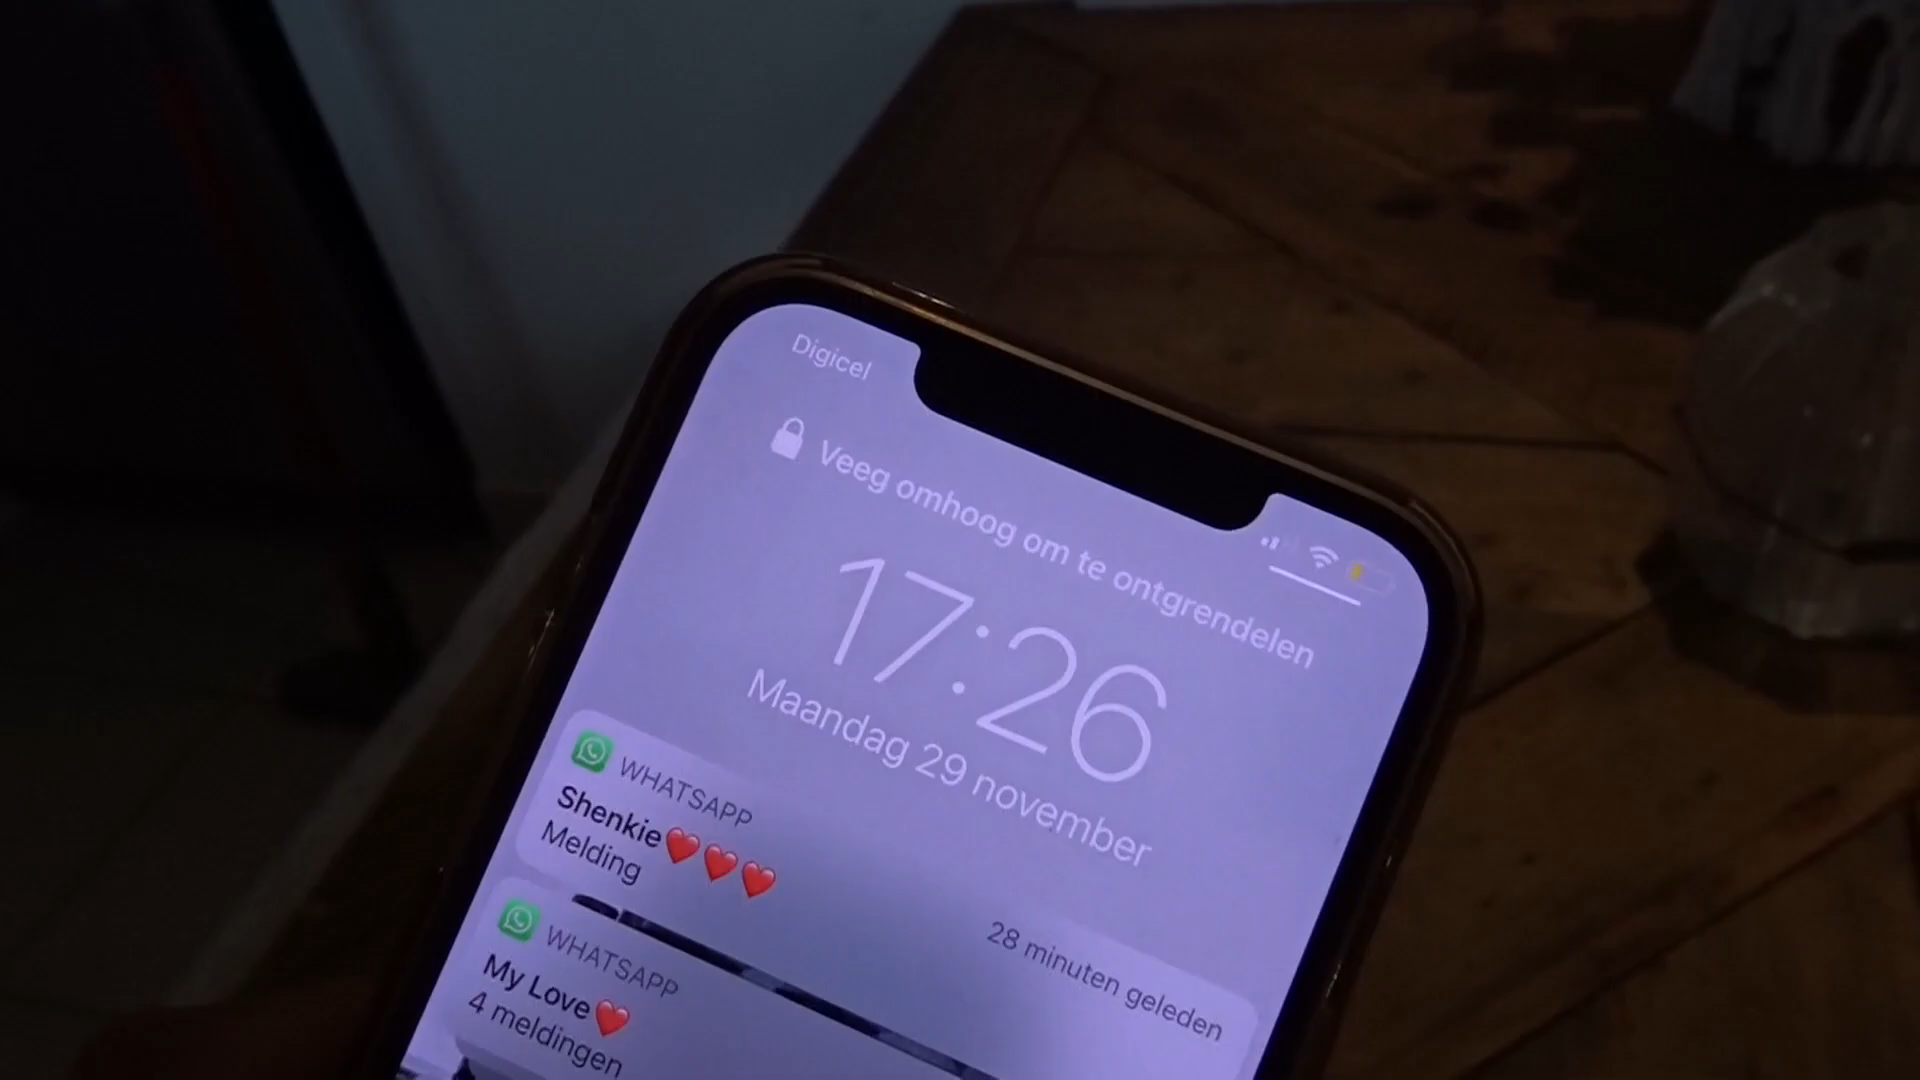 Digicel
Veeg omhoog om te ontgrendelen
17:26
Maandag 29 november
WHATSAPP
28 minuten geleden
Shenkie❤️❤️❤️
Melding
WHATSAPP
My Love❤️
4 meldingen